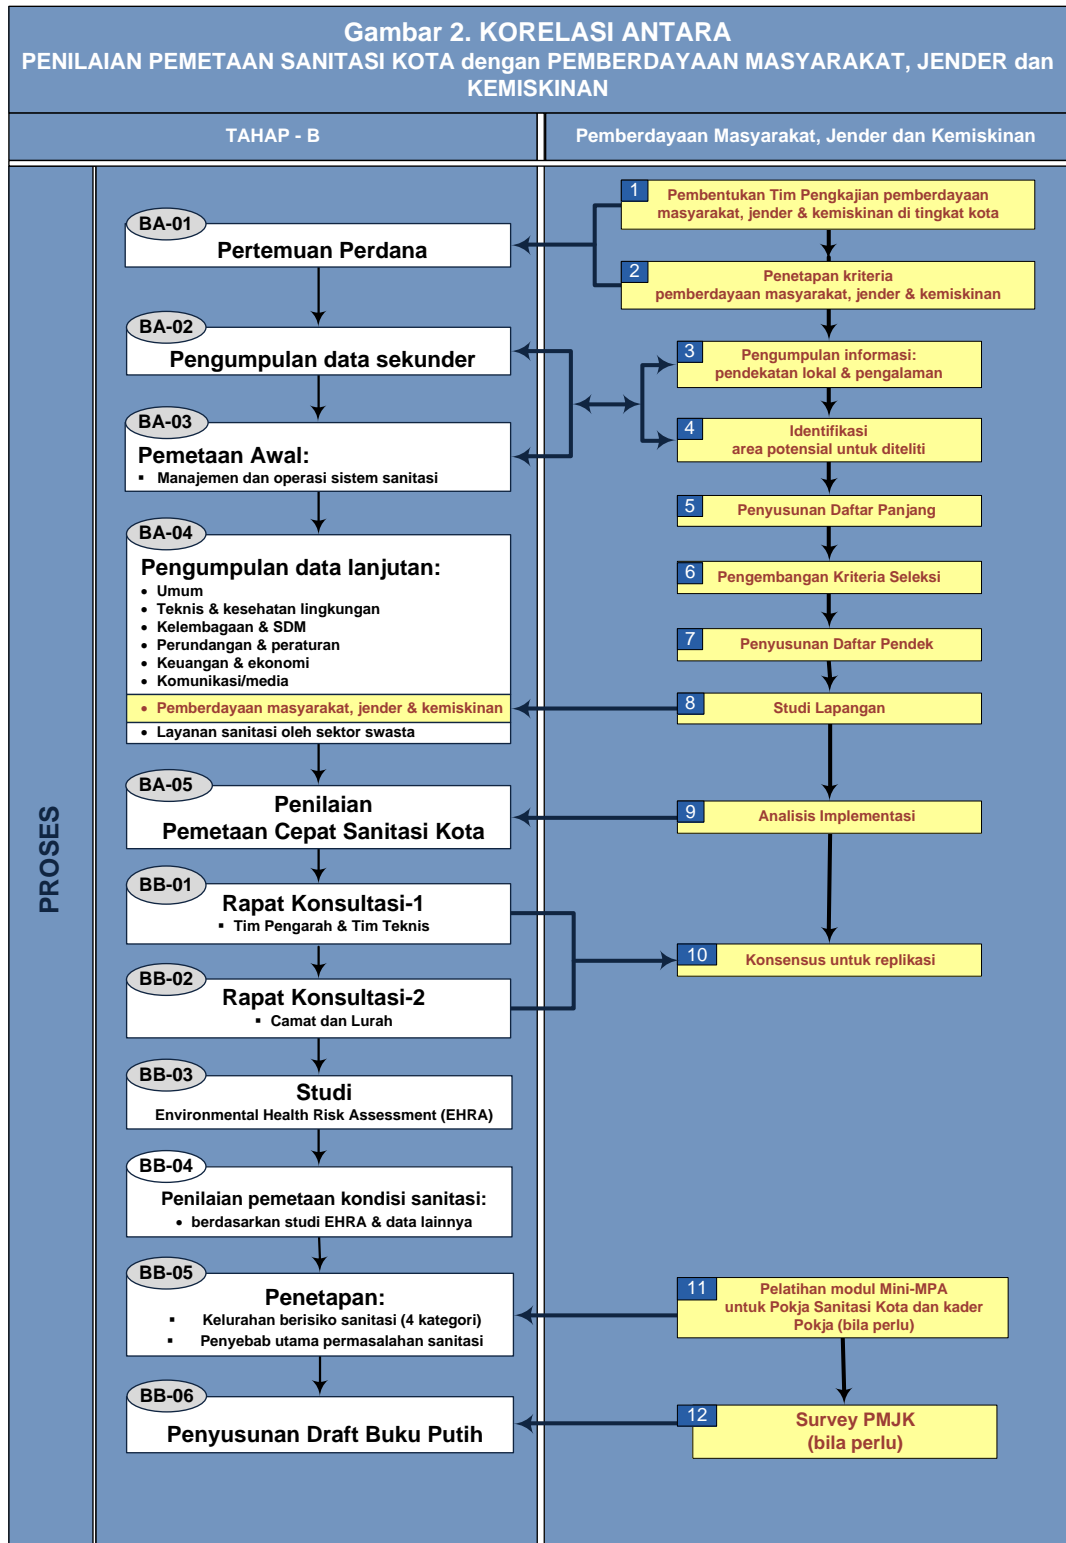 Gambar 2. KORELASI ANTARA
PENILAIAN PEMETAAN SANITASI KOTA dengan PEMBERDAYAAN MASYARAKAT, JENDER dan
KEMISKINAN
TAHAP - B
Pemberdayaan Masyarakat, Jender dan Kemiskinan
PROSES
BA-01
Pertemuan Perdana
BA-02
Pengumpulan data sekunder
BA-03
Pemetaan Awal:
▪ Manajemen dan operasi sistem sanitasi
BA-04
Pengumpulan data lanjutan:
• Umum
• Teknis & kesehatan lingkungan
• Kelembagaan & SDM
• Perundangan & peraturan
• Keuangan & ekonomi
• Komunikasi/media
• Pemberdayaan masyarakat, jender & kemiskinan
• Layanan sanitasi oleh sektor swasta
BA-05
Penilaian
Pemetaan Cepat Sanitasi Kota
BB-01
Rapat Konsultasi-1
▪ Tim Pengarah & Tim Teknis
BB-02
Rapat Konsultasi-2
▪ Camat dan Lurah
BB-03
Studi
Environmental Health Risk Assessment (EHRA)
BB-04
Penilaian pemetaan kondisi sanitasi:
• berdasarkan studi EHRA & data lainnya
BB-05
Penetapan:
▪ Kelurahan berisiko sanitasi (4 kategori)
▪ Penyebab utama permasalahan sanitasi
BB-06
Penyusunan Draft Buku Putih
1
Pembentukan Tim Pengkajian pemberdayaan
masyarakat, jender & kemiskinan di tingkat kota
2
Penetapan kriteria
pemberdayaan masyarakat, jender & kemiskinan
3
Pengumpulan informasi:
pendekatan lokal & pengalaman
4
Identifikasi
area potensial untuk diteliti
5
Penyusunan Daftar Panjang
6
Pengembangan Kriteria Seleksi
7
Penyusunan Daftar Pendek
8
Studi Lapangan
9
Analisis Implementasi
10
Konsensus untuk replikasi
11
Pelatihan modul Mini-MPA
untuk Pokja Sanitasi Kota dan kader
Pokja (bila perlu)
12
Survey PMJK
(bila perlu)